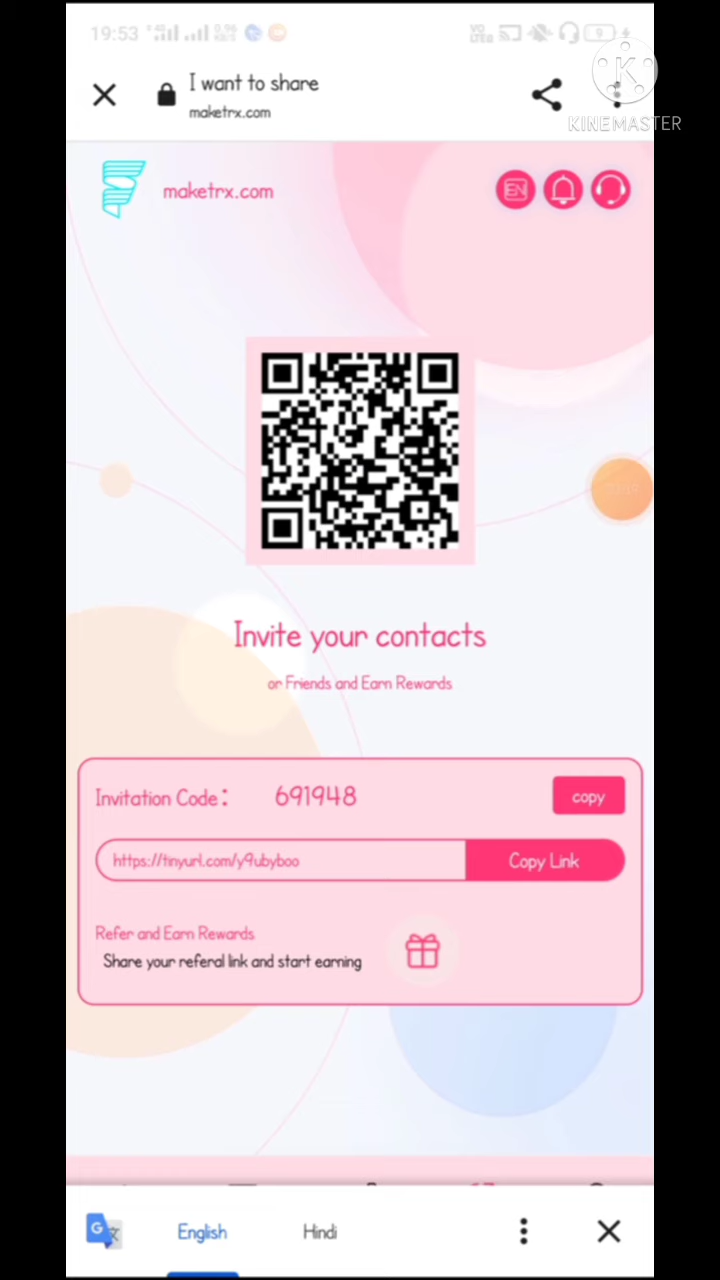 19:53
I want to share
maketrx.com
KINEMASTER
maketrx.com
EN
Invite your contacts
or Friends and Earn Rewards
Invitation Code: 691948 copy
https://tinyurl.com/y9ubyboo Copy Link
Refer and Earn Rewards
Share your referal link and start earning
English Hindi